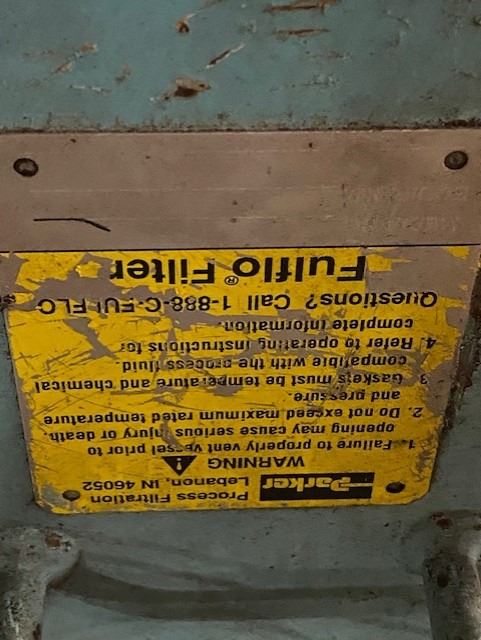 Parker
Process Filtration
Lebanon, IN 46052
WARNING
1. Failure to properly vent vessel prior to
opening may cause serious injury or death.
2. Do not exceed maximum rated temperature
and pressure.
3 Gaskets must be temperature and chemical
compatible with the process fluid
4. Refer to operating instructions for
complete information.
Questions? Call 1-888-C-FULFLO
Fulflo® Filter